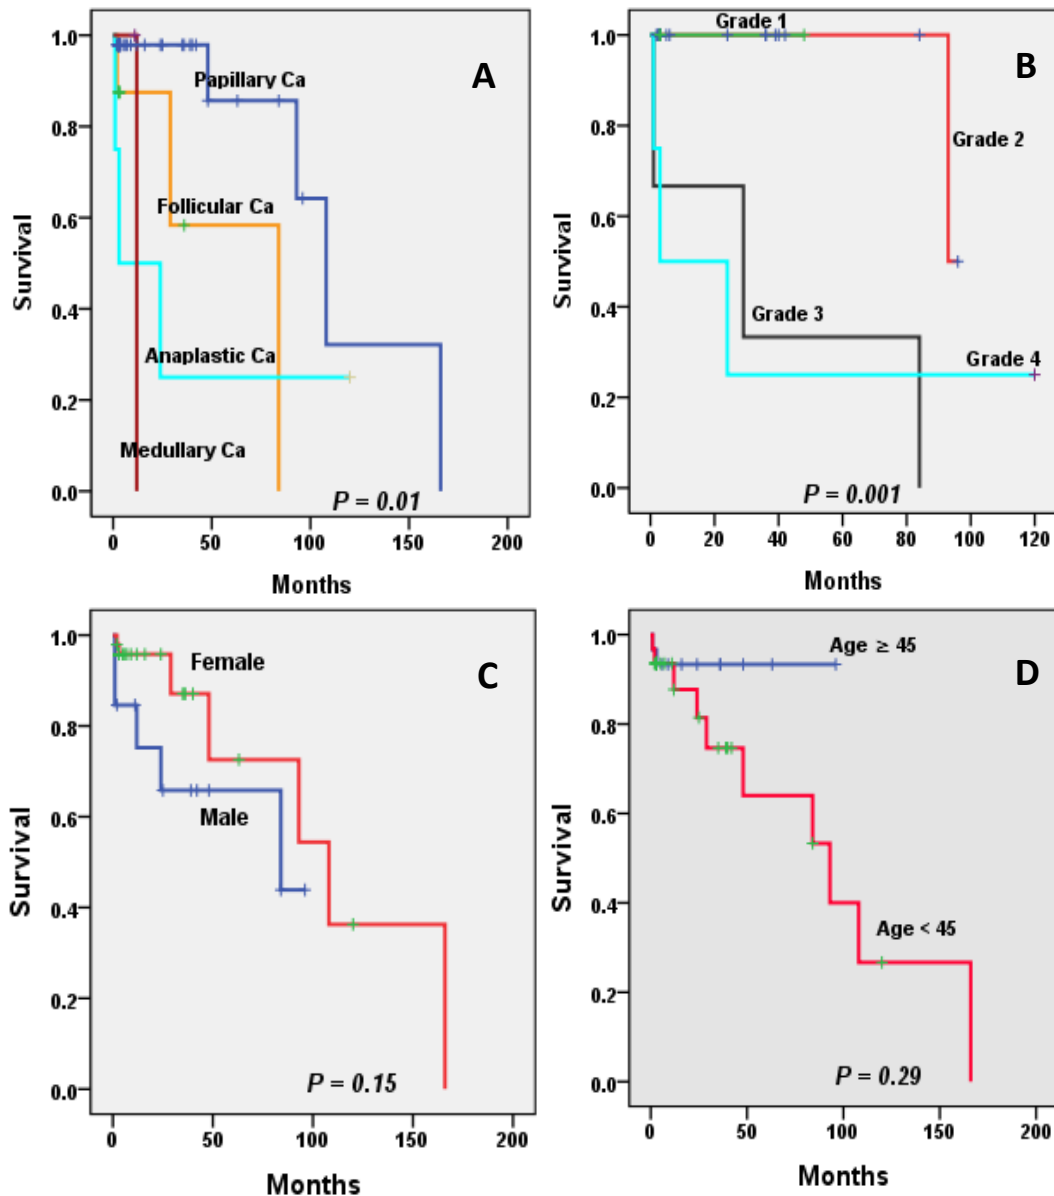 A
1.0
0.8
0.6
0.4
0.2
0.0
Survival
Papillary Ca
Follicular Ca
Anaplastic Ca
Medullary Ca
P = 0.01
0 50 100 150 200
Months
B
1.0
0.8
0.6
0.4
0.2
0.0
Survival
Grade 1
Grade 2
Grade 3
Grade 4
P = 0.001
0 20 40 60 80 100 120
Months
C
1.0
0.8
0.6
0.4
0.2
0.0
Survival
Female
Male
P = 0.15
0 50 100 150 200
Months
D
1.0
0.8
0.6
0.4
0.2
0.0
Survival
Age ≥ 45
Age < 45
P = 0.29
0 50 100 150 200
Months